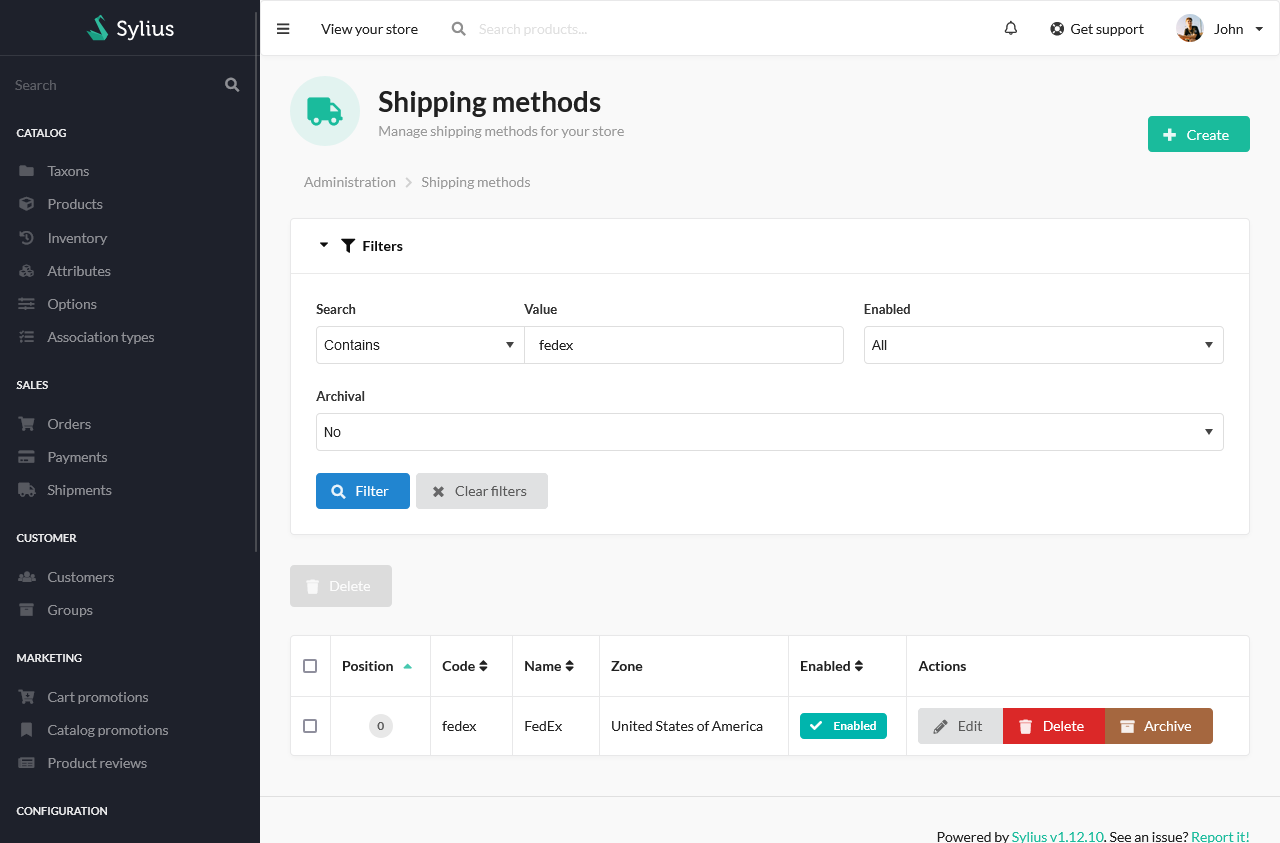 Sylius
View your store
Search products...
Get support
John
Search
CATALOG
Taxons
Products
Inventory
Attributes
Options
Association types
SALES
Orders
Payments
Shipments
CUSTOMER
Customers
Groups
MARKETING
Cart promotions
Catalog promotions
Product reviews
CONFIGURATION
Shipping methods
Manage shipping methods for your store
Create
Administration
Shipping methods
Filters
Search Value Enabled
Contains fedex All
Archival
No
Filter Clear filters
Delete
Position Code Name Zone Enabled Actions
0 fedex FedEx United States of America Enabled Edit Delete Archive
Powered by Sylius v1.12.10. See an issue? Report it!